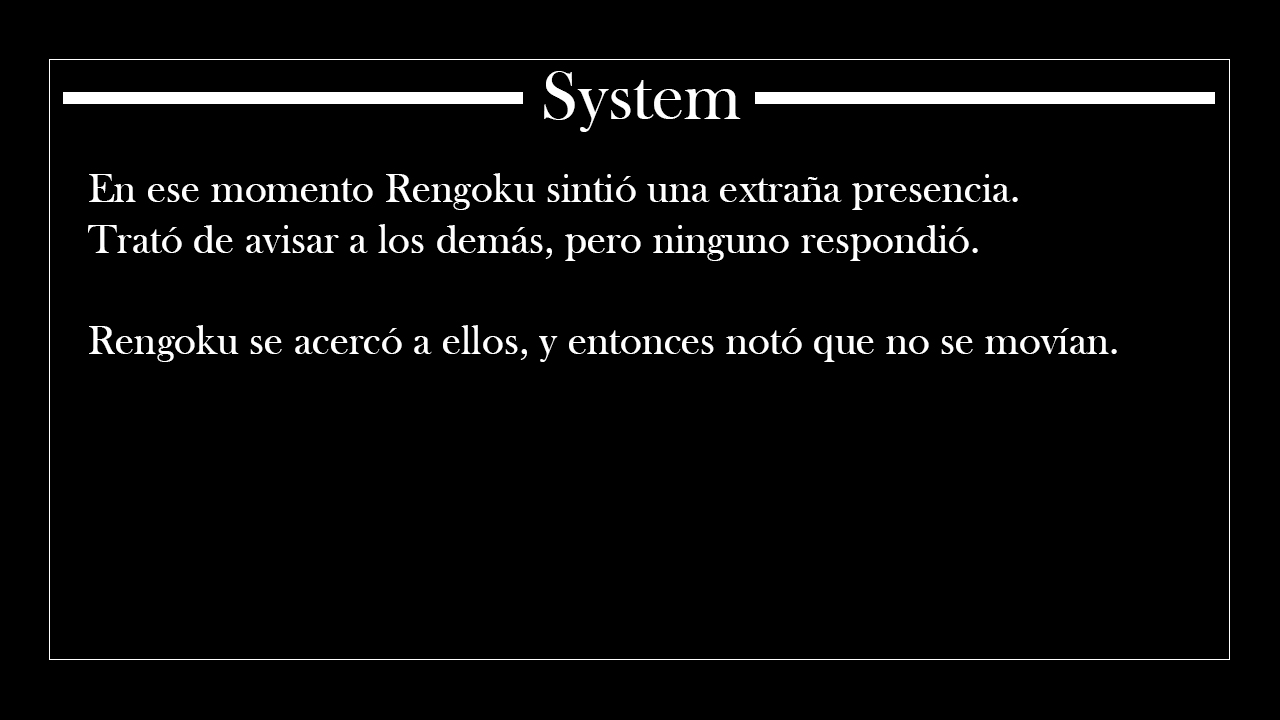 System
En ese momento Rengoku sintió una extraña presencia.
Trató de avisar a los demás, pero ninguno respondió.
Rengoku se acercó a ellos, y entonces notó que no se movían.